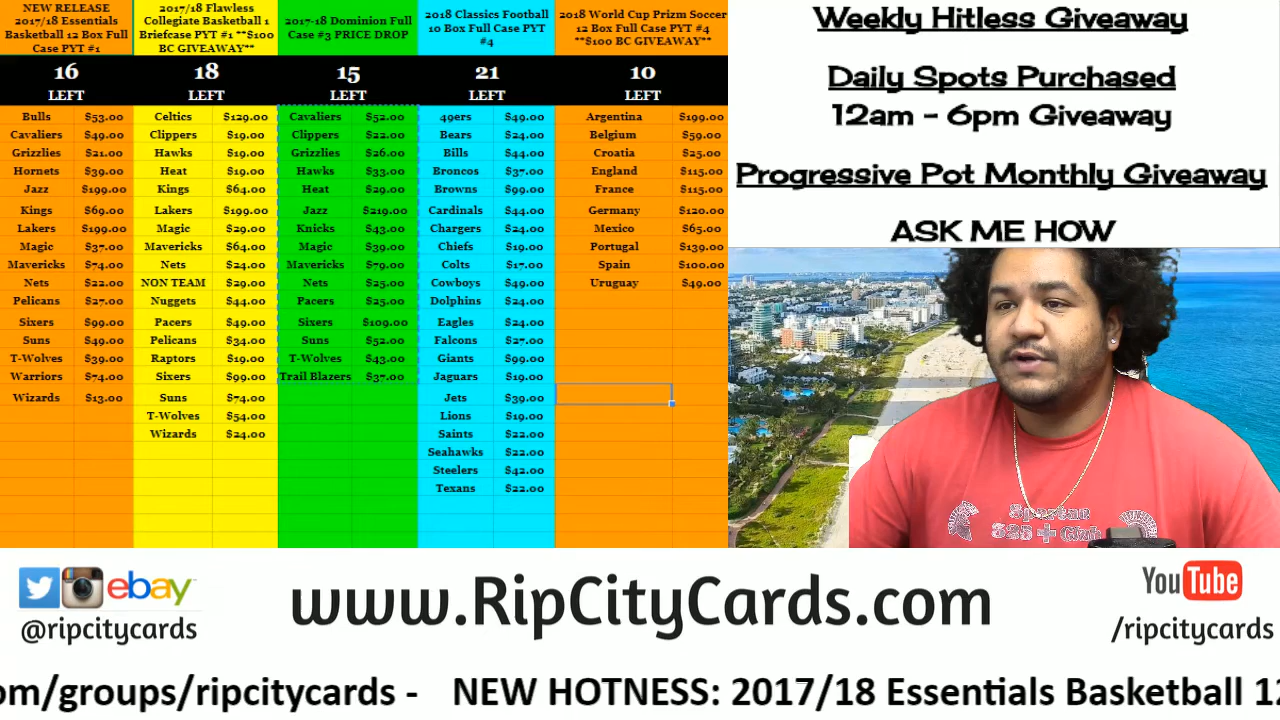 NEW RELEASE
2017/18 Essentials
Basketball 12 Box Full
Case PYT #1
16
LEFT
Bulls $53.00
Cavaliers $49.00
Grizzlies $21.00
Hornets $39.00
Jazz $199.00
Kings $69.00
Lakers $199.00
Magic $37.00
Mavericks $74.00
Nets $22.00
Pelicans $27.00
Sixers $99.00
Suns $49.00
T-Wolves $39.00
Warriors $74.00
Wizards $13.00
2017/18 Flawless
Collegiate Basketball 1
Briefcase PYT #1 **$100
BC GIVEAWAY**
18
LEFT
Celtics $129.00
Clippers $19.00
Hawks $19.00
Heat $19.00
Kings $64.00
Lakers $199.00
Magic $29.00
Mavericks $64.00
Nets $24.00
NON TEAM $29.00
Nuggets $44.00
Pacers $49.00
Pelicans $34.00
Raptors $19.00
Sixers $99.00
Suns $74.00
T-Wolves $54.00
Wizards $24.00
2017-18 Dominion Full
Case #3 PRICE DROP
15
LEFT
Cavaliers $52.00
Clippers $22.00
Grizzlies $26.00
Hawks $33.00
Heat $29.00
Jazz $219.00
Knicks $43.00
Magic $39.00
Mavericks $79.00
Nets $25.00
Pacers $25.00
Sixers $109.00
Suns $52.00
T-Wolves $43.00
Trail Blazers $37.00
2018 Classics Football
10 Box Full Case PYT
#4
21
LEFT
49ers $49.00
Bears $24.00
Bills $44.00
Broncos $37.00
Browns $99.00
Cardinals $44.00
Chargers $24.00
Chiefs $19.00
Colts $17.00
Cowboys $49.00
Dolphins $24.00
Eagles $24.00
Falcons $27.00
Giants $99.00
Jaguars $19.00
Jets $39.00
Lions $19.00
Saints $22.00
Seahawks $22.00
Steelers $42.00
Texans $22.00
2018 World Cup Prizm Soccer
12 Box Full Case PYT #4
**$100 BC GIVEAWAY**
10
LEFT
Argentina $199.00
Belgium $59.00
Croatia $25.00
England $115.00
France $115.00
Germany $120.00
Mexico $65.00
Portugal $139.00
Spain $100.00
Uruguay $49.00
Weekly Hitless Giveaway
Daily Spots Purchased
12am - 6pm Giveaway
Progressive Pot Monthly Giveaway
ASK ME HOW
Spartan
ebay
@ripcitycards
www.RipCityCards.com
YouTube
/ripcitycards
om/groups/ripcitycards - NEW HOTNESS: 2017/18 Essentials Basketball 12